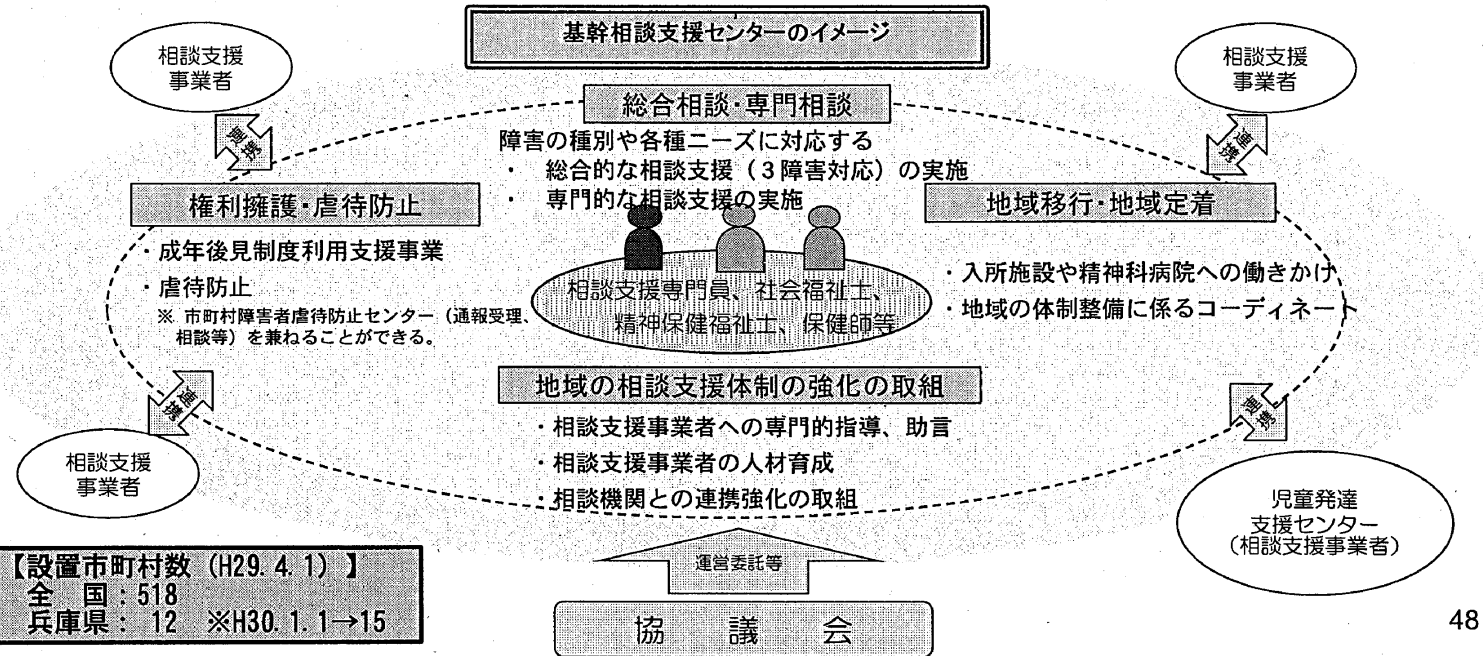 基幹相談支援センターのイメージ
相談支援
事業者
相談支援
事業者
連携
連携
総合相談・専門相談
障害の種別や各種ニーズに対応する
・ 総合的な相談支援（３障害対応）の実施
・ 専門的な相談支援の実施
権利擁護・虐待防止
・成年後見制度利用支援事業
・虐待防止
※ 市町村障害者虐待防止センター（通報受理、
相談等）を兼ねることができる。
地域移行・地域定着
・入所施設や精神科病院への働きかけ
・地域の体制整備に係るコーディネート
相談支援専門員、社会福祉士、
精神保健福祉士、保健師等
地域の相談支援体制の強化の取組
・相談支援事業者への専門的指導、助言
・相談支援事業者の人材育成
・相談機関との連携強化の取組
連携
連携
相談支援
事業者
児童発達
支援センター
（相談支援事業者）
運営委託等
協 議 会
【設置市町村数（H29.4.1）】
全 国：518
兵庫県： 12 ※H30.1.1→15
48